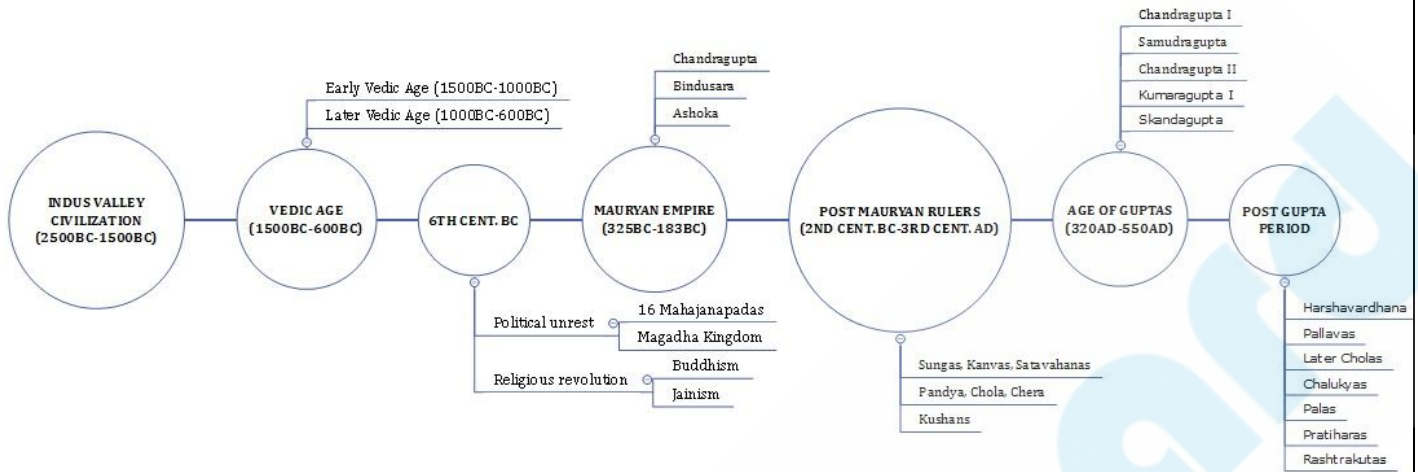 INDUS VALLEY
CIVILIZATION
(2500BC-1500BC)
Early Vedic Age (1500BC-1000BC)
Later Vedic Age (1000BC-600BC)
VEDIC AGE
(1500BC-600BC)
6TH CENT. BC
Political unrest
16 Mahajanapadas
Magadha Kingdom
Religious revolution
Buddhism
Jainism
Chandragupta
Bindusara
Ashoka
MAURYAN EMPIRE
(325BC-183BC)
POST MAURYAN RULERS
(2ND CENT. BC-3RD CENT. AD)
Sungas, Kanvas, Satavahanas
Pandya, Chola, Chera
Kushans
Chandragupta I
Samudragupta
Chandragupta II
Kumaragupta I
Skandagupta
AGE OF GUPTAS
(320AD-550AD)
POST GUPTA
PERIOD
Harshavardhana
Pallavas
Later Cholas
Chalukyas
Palas
Pratiharas
Rashtrakutas